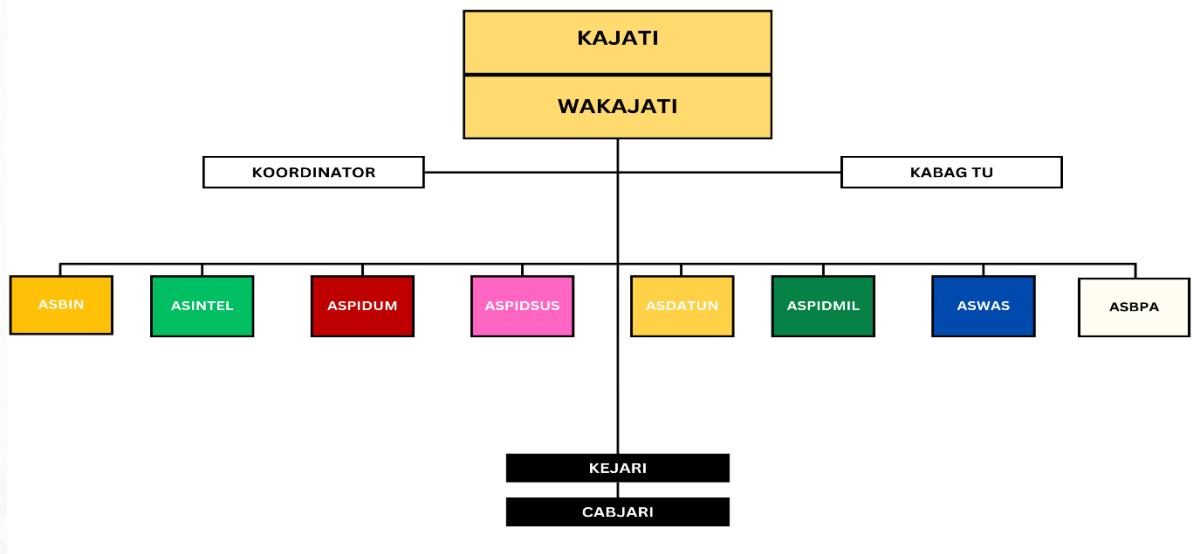 KAJATI
WAKAJATI
KOORDINATOR
KABAG TU
ASBIN
ASINTEL
ASPIDUM
ASPIDSUS
ASDATUN
ASPIDMIL
ASWAS
ASBPA
KEJARI
CABJARI